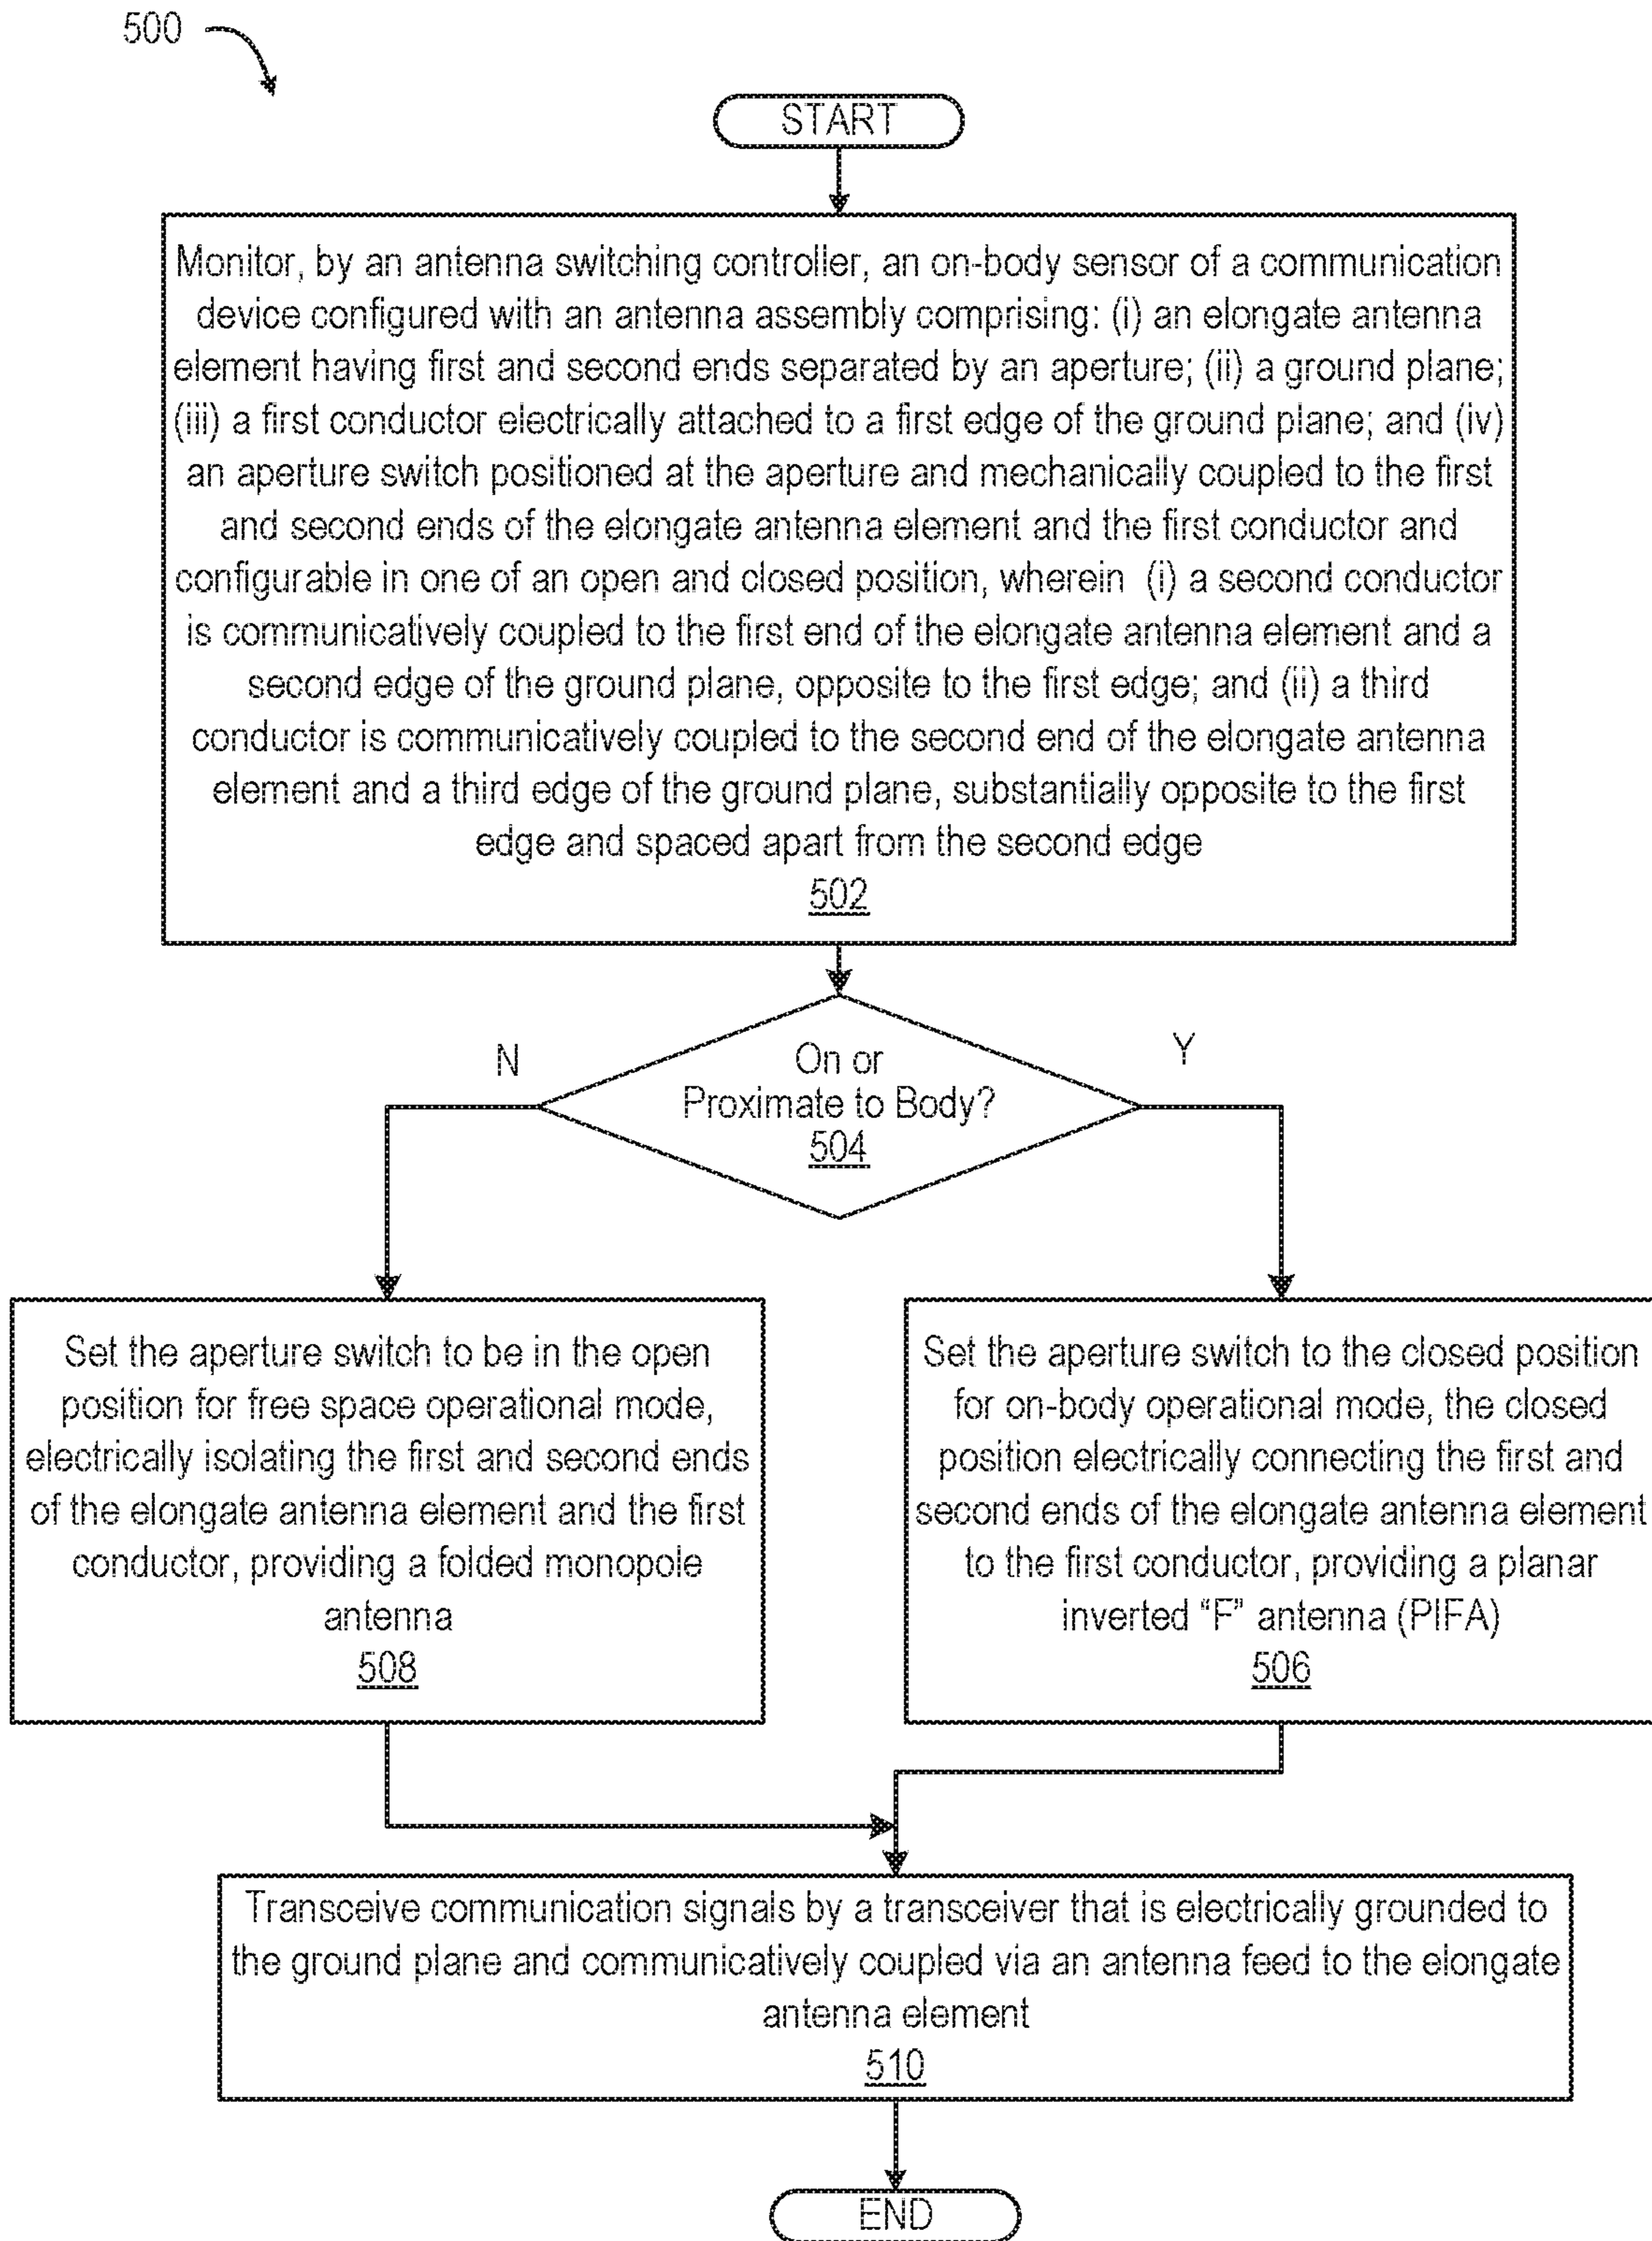 500
START
Monitor, by an antenna switching controller, an on-body sensor of a communication
device configured with an antenna assembly comprising: (i) an elongate antenna
element having first and second ends separated by an aperture; (ii) a ground plane;
(iii) a first conductor electrically attached to a first edge of the ground plane; and (iv)
an aperture switch positioned at the aperture and mechanically coupled to the first
and second ends of the elongate antenna element and the first conductor and
configurable in one of an open and closed position, wherein (i) a second conductor
is communicatively coupled to the first end of the elongate antenna element and a
second edge of the ground plane, opposite to the first edge; and (ii) a third
conductor is communicatively coupled to the second end of the elongate antenna
element and a third edge of the ground plane, substantially opposite to the first
edge and spaced apart from the second edge
502
N
Y
On or
Proximate to Body?
504
Set the aperture switch to be in the open
position for free space operational mode,
electrically isolating the first and second ends
of the elongate antenna element and the first
conductor, providing a folded monopole
antenna
508
Set the aperture switch to the closed position
for on-body operational mode, the closed
position electrically connecting the first and
second ends of the elongate antenna element
to the first conductor, providing a planar
inverted “F” antenna (PIFA)
506
Transceive communication signals by a transceiver that is electrically grounded to
the ground plane and communicatively coupled via an antenna feed to the elongate
antenna element
510
END